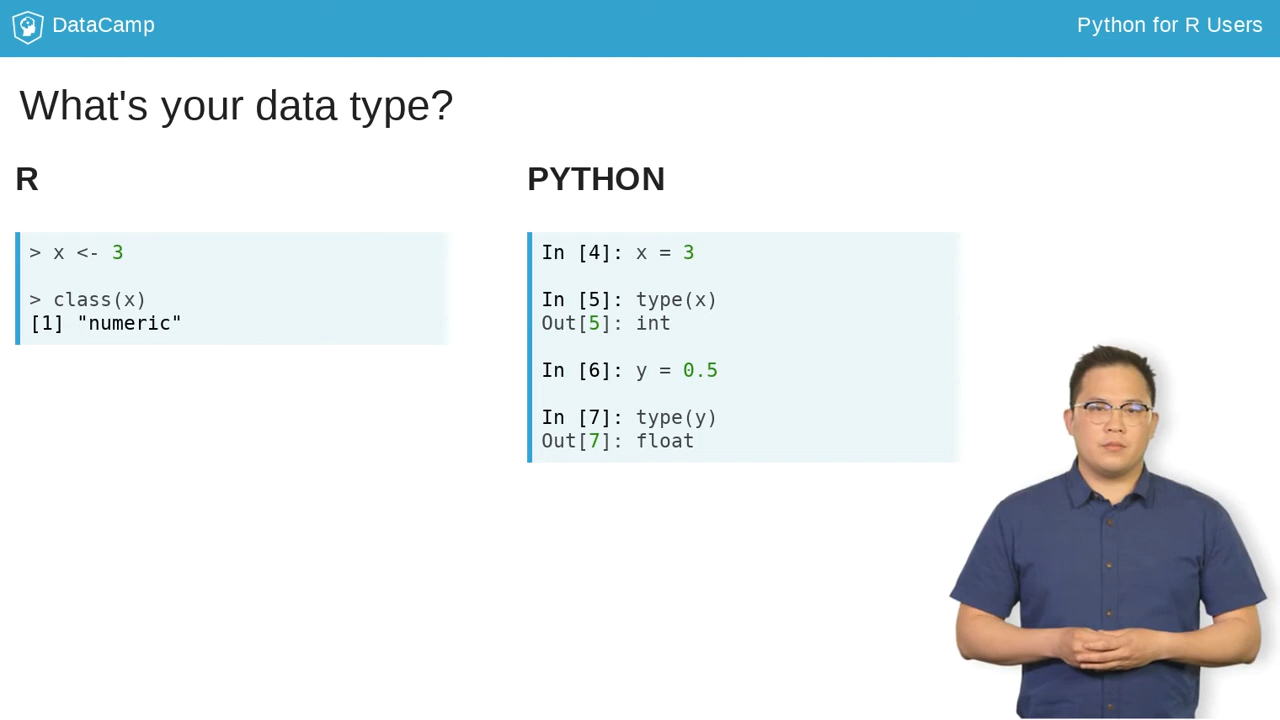 DataCamp
Python for R Users
What's your data type?
R
> x <- 3
> class(x)
[1] "numeric"
PYTHON
In [4]: x = 3
In [5]: type(x)
Out[5]: int
In [6]: y = 0.5
In [7]: type(y)
Out[7]: float